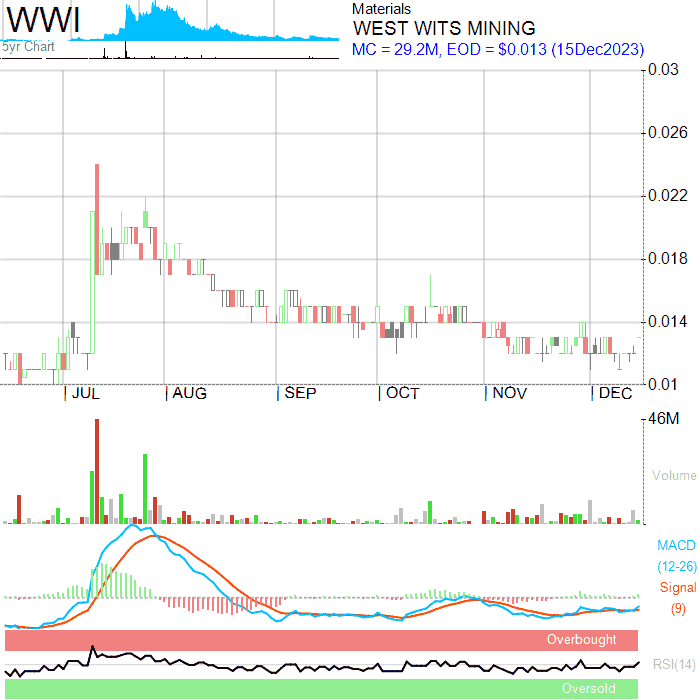 WWI
5yr Chart
Materials
WEST WITS MINING
MC = 29.2M, EOD = $0.013 (15Dec2023)
0.03
0.026
0.022
0.018
0.014
0.01
JUL AUG SEP OCT NOV DEC
46M
Volume
MACD
(12-26)
Signal
(9)
Overbought
RSI(14)
Oversold